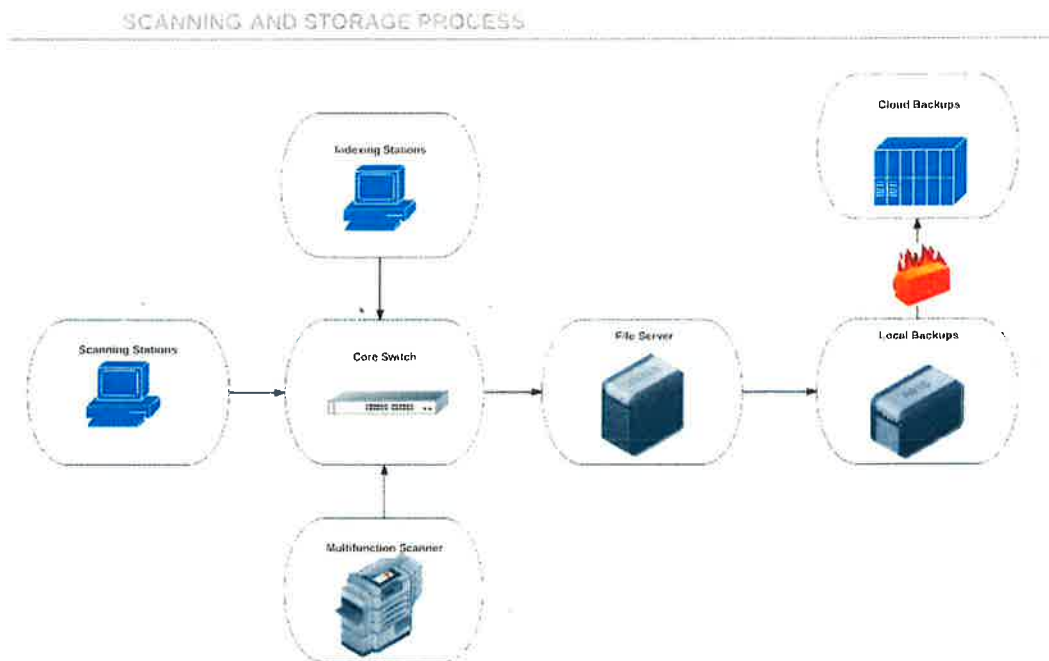 SCANNING AND STORAGE PROCESS
Cloud Backups
Indexing Stations
Scanning Stations
Core Switch
File Server
Local Backups
Multifunction Scanner